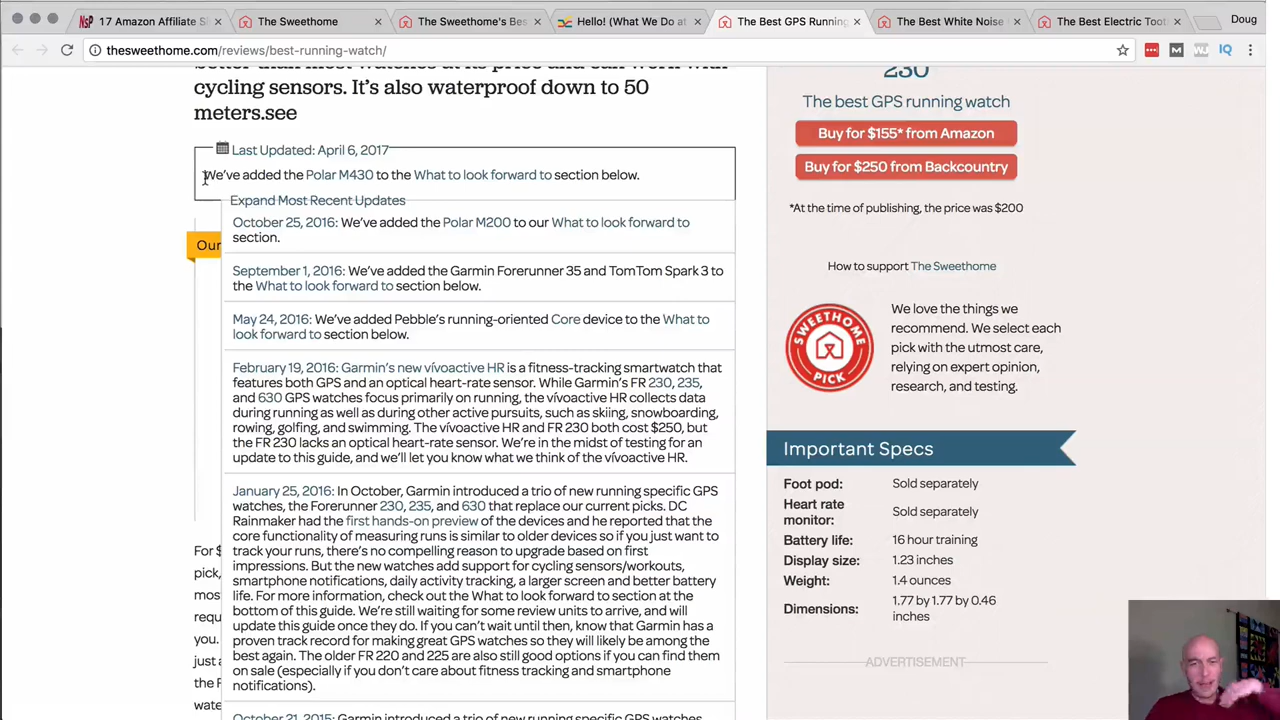 17 Amazon Affiliate Si
The Sweethome
The Sweethome's Bes
Hello! (What We Do at
The Best GPS Running
The Best White Noise
The Best Electric Toot
Doug
thesweethome.com/reviews/best-running-watch/
better than most watches at its price and can work with
cycling sensors. It's also waterproof down to 50
meters.see
Last Updated: April 6, 2017
We've added the Polar M430 to the What to look forward to section below.
Expand Most Recent Updates
October 25, 2016: We've added the Polar M200 to our What to look forward to
section.
Our
September 1, 2016: We've added the Garmin Forerunner 35 and TomTom Spark 3 to
the What to look forward to section below.
May 24, 2016: We've added Pebble's running-oriented Core device to the What to
look forward to section below.
February 19, 2016: Garmin's new vívoactive HR is a fitness-tracking smartwatch that
features both GPS and an optical heart-rate sensor. While Garmin's FR 230, 235,
and 630 GPS watches focus primarily on running, the vívoactive HR collects data
during running as well as during other active pursuits, such as skiing, snowboarding,
rowing, golfing, and swimming. The vívoactive HR and FR 230 both cost $250, but
the FR 230 lacks an optical heart-rate sensor. We're in the midst of testing for an
update to this guide, and we'll let you know what we think of the vívoactive HR.
January 25, 2016: In October, Garmin introduced a trio of new running specific GPS
watches, the Forerunner 230, 235, and 630 that replace our current picks. DC
Rainmaker had the first hands-on preview of the devices and he reported that the
core functionality of measuring runs is similar to older devices so if you just want to
track your runs, there's no compelling reason to upgrade based on first
impressions. But the new watches add support for cycling sensors/workouts,
smartphone notifications, daily activity tracking, a larger screen and better battery
life. For more information, check out the What to look forward to section at the
bottom of this guide. We're still waiting for some review units to arrive, and will
update this guide once they do. If you can't wait until then, know that Garmin has a
proven track record for making great GPS watches so they will likely be among the
best again. The older FR 220 and 225 are also still good options if you can find them
on sale (especially if you don't care about fitness tracking and smartphone
notifications).
October 21, 2015: Garmin introduced a trio of new running specific GPS watches
For $
pick,
most
requ
you.
just a
the F
wate
230
The best GPS running watch
Buy for $155* from Amazon
Buy for $250 from Backcountry
*At the time of publishing, the price was $200
How to support The Sweethome
SWEETHOME
PICK
We love the things we
recommend. We select each
pick with the utmost care,
relying on expert opinion,
research, and testing.
Important Specs
Foot pod: Sold separately
Heart rate
monitor: Sold separately
Battery life: 16 hour training
Display size: 1.23 inches
Weight: 1.4 ounces
Dimensions: 1.77 by 1.77 by 0.46
inches
ADVERTISEMENT